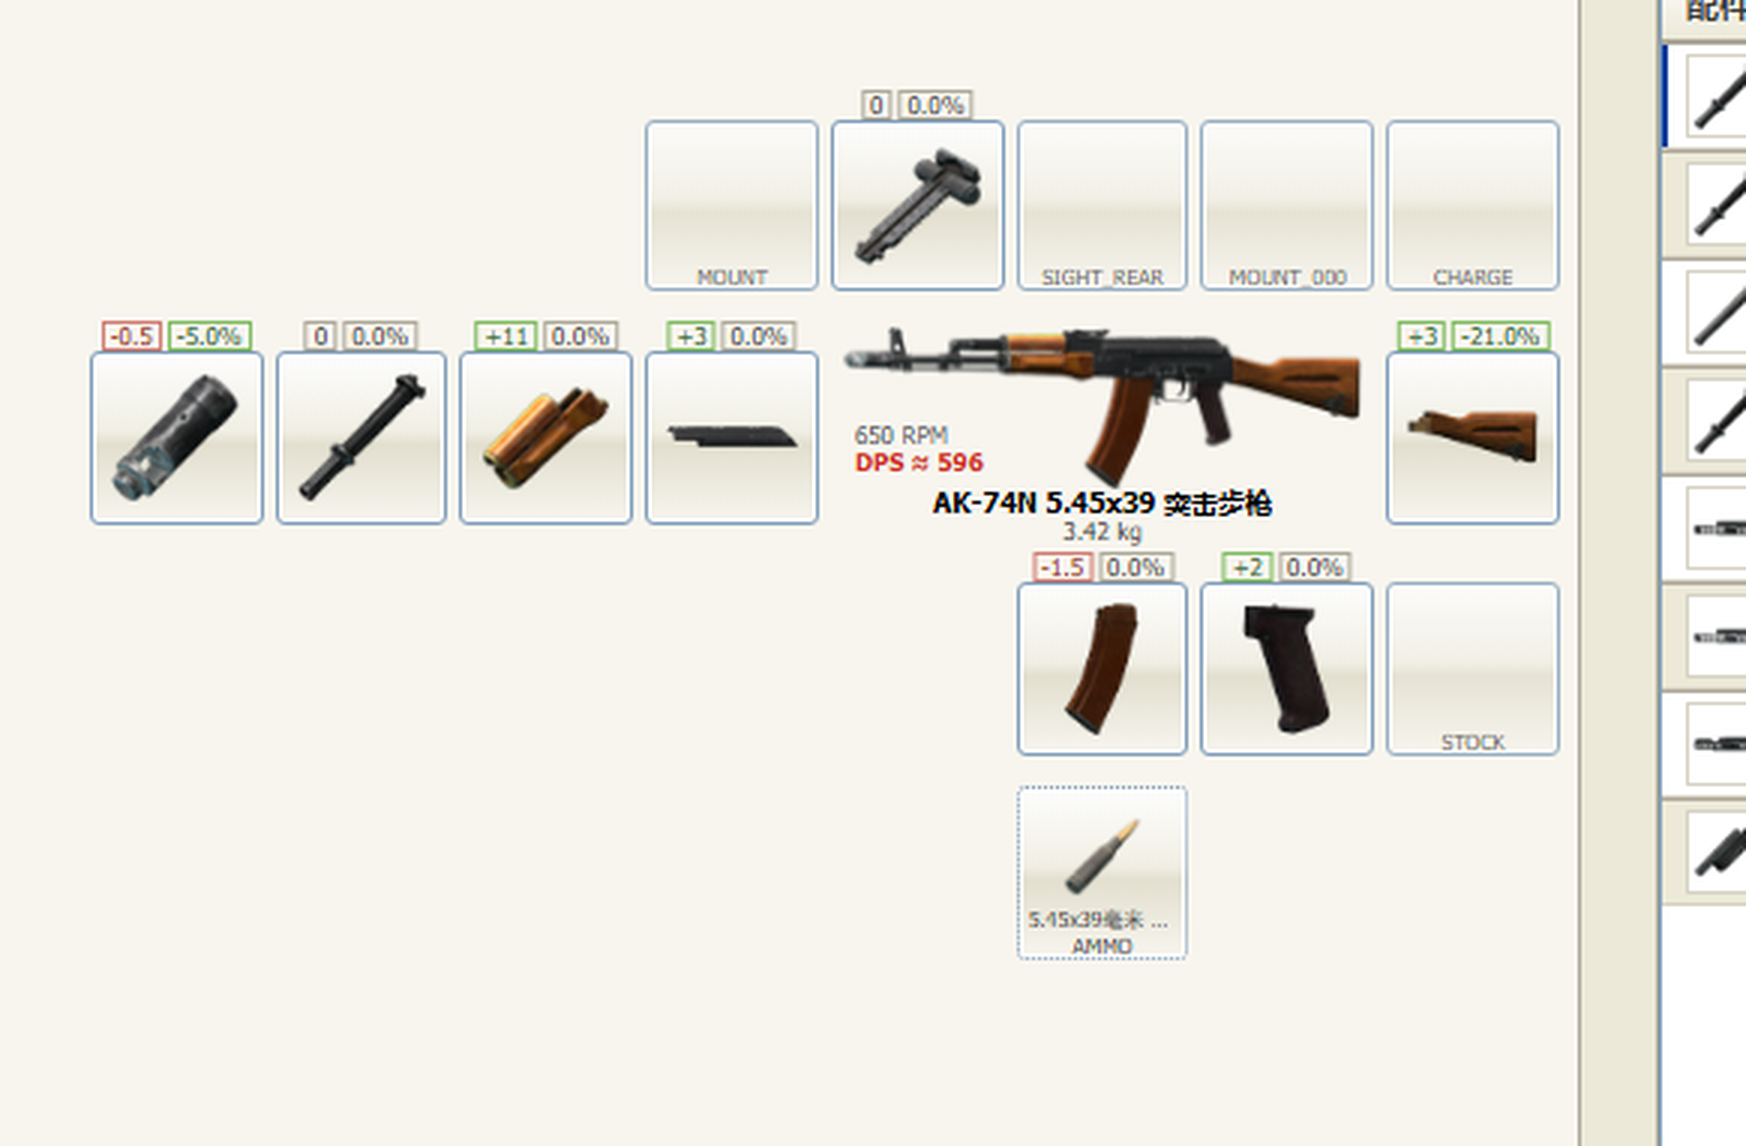 配件
0 0.0%
MOUNT
SIGHT_REAR
MOUNT_000
CHARGE
-0.5 -5.0%
0 0.0%
+11 0.0%
+3 0.0%
+3 -21.0%
650 RPM
DPS ≈ 596
AK-74N 5.45x39 突击步枪
3.42 kg
-1.5 0.0%
+2 0.0%
STOCK
5.45x39毫米 ...
AMMO